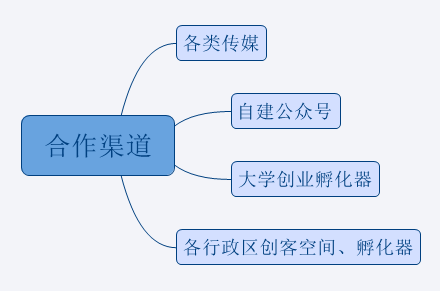 各类传媒
自建公众号
合作渠道
大学创业孵化器
各行政区创客空间、孵化器